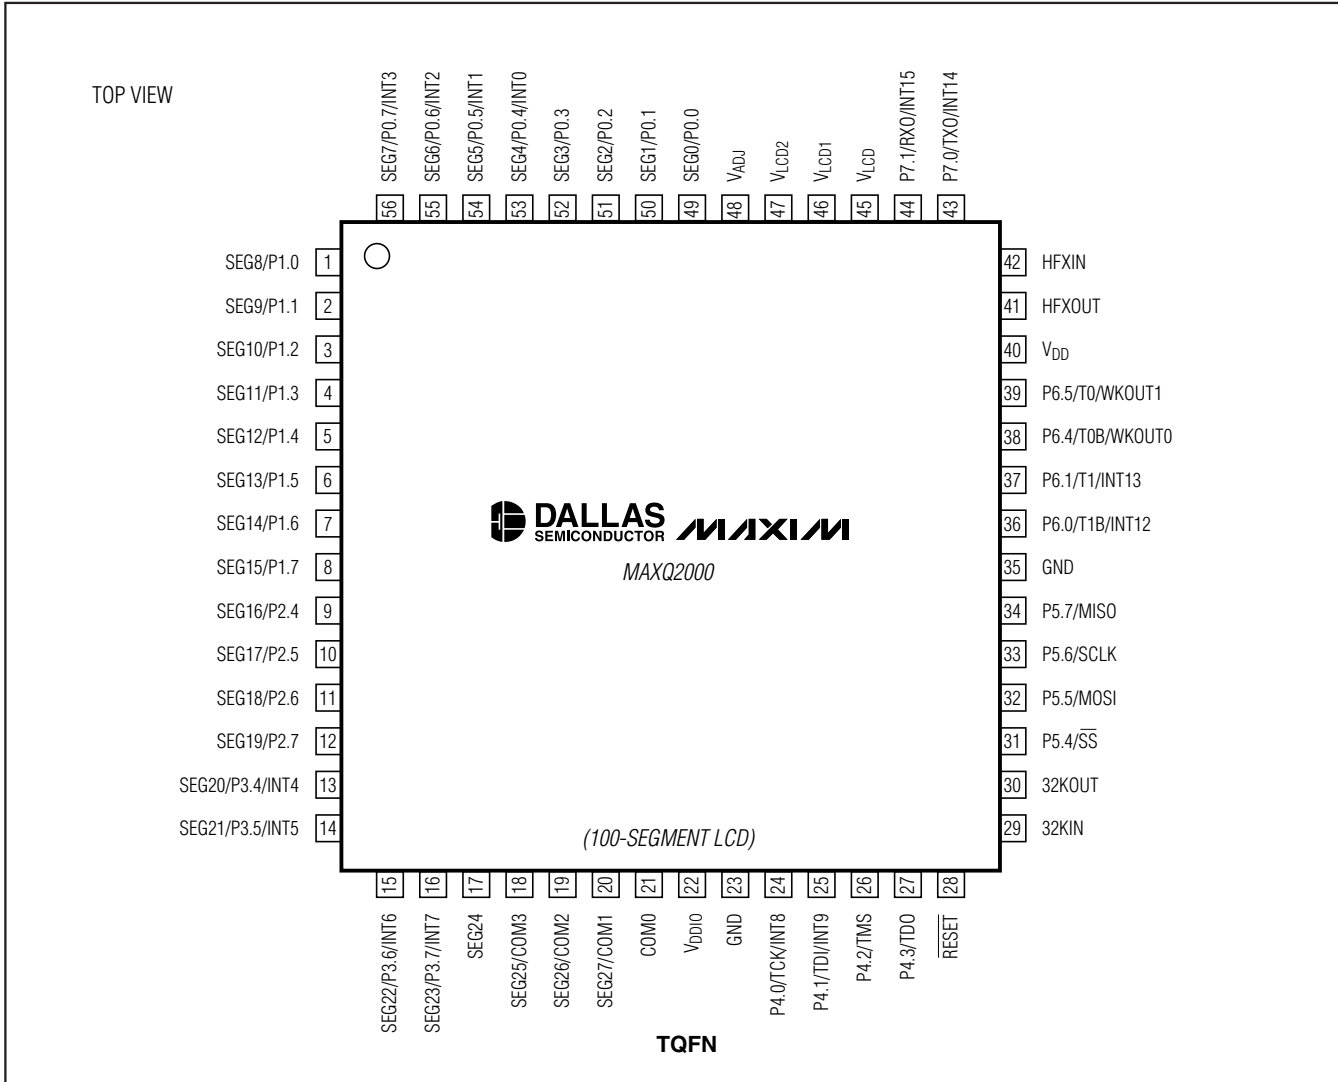 TOP VIEW
SEG7/P0.7/INT3
SEG6/P0.6/INT2
SEG5/P0.5/INT1
SEG4/P0.4/INT0
SEG3/P0.3
SEG2/P0.2
SEG1/P0.1
SEG0/P0.0
VADJ
VLCD2
VLCD1
VLCD
P7.1/RXO/INT15
P7.0/TXO/INT14
56 55 54 53 52 51 50 49 48 47 46 45 44 43
SEG8/P1.0 1
SEG9/P1.1 2
SEG10/P1.2 3
SEG11/P1.3 4
SEG12/P1.4 5
SEG13/P1.5 6
SEG14/P1.6 7
SEG15/P1.7 8
SEG16/P2.4 9
SEG17/P2.5 10
SEG18/P2.6 11
SEG19/P2.7 12
SEG20/P3.4/INT4 13
SEG21/P3.5/INT5 14
42 HFXIN
41 HFXOUT
40 VDD
39 P6.5/T0/WKOUT1
38 P6.4/T0B/WKOUT0
37 P6.1/T1/INT13
36 P6.0/T1B/INT12
35 GND
34 P5.7/MISO
33 P5.6/SCLK
32 P5.5/MOSI
31 P5.4/S̅S̅
30 32KOUT
29 32KIN
DALLAS
SEMICONDUCTOR
MAXIM
MAXQ2000
(100-SEGMENT LCD)
15 16 17 18 19 20 21 22 23 24 25 26 27 28
SEG22/P3.6/INT6
SEG23/P3.7/INT7
SEG24
SEG25/COM3
SEG26/COM2
SEG27/COM1
COM0
VDDIO
GND
P4.0/TCK/INT8
P4.1/TDI/INT9
P4.2/TMS
P4.3/TDO
R̅E̅S̅E̅T̅
TQFN